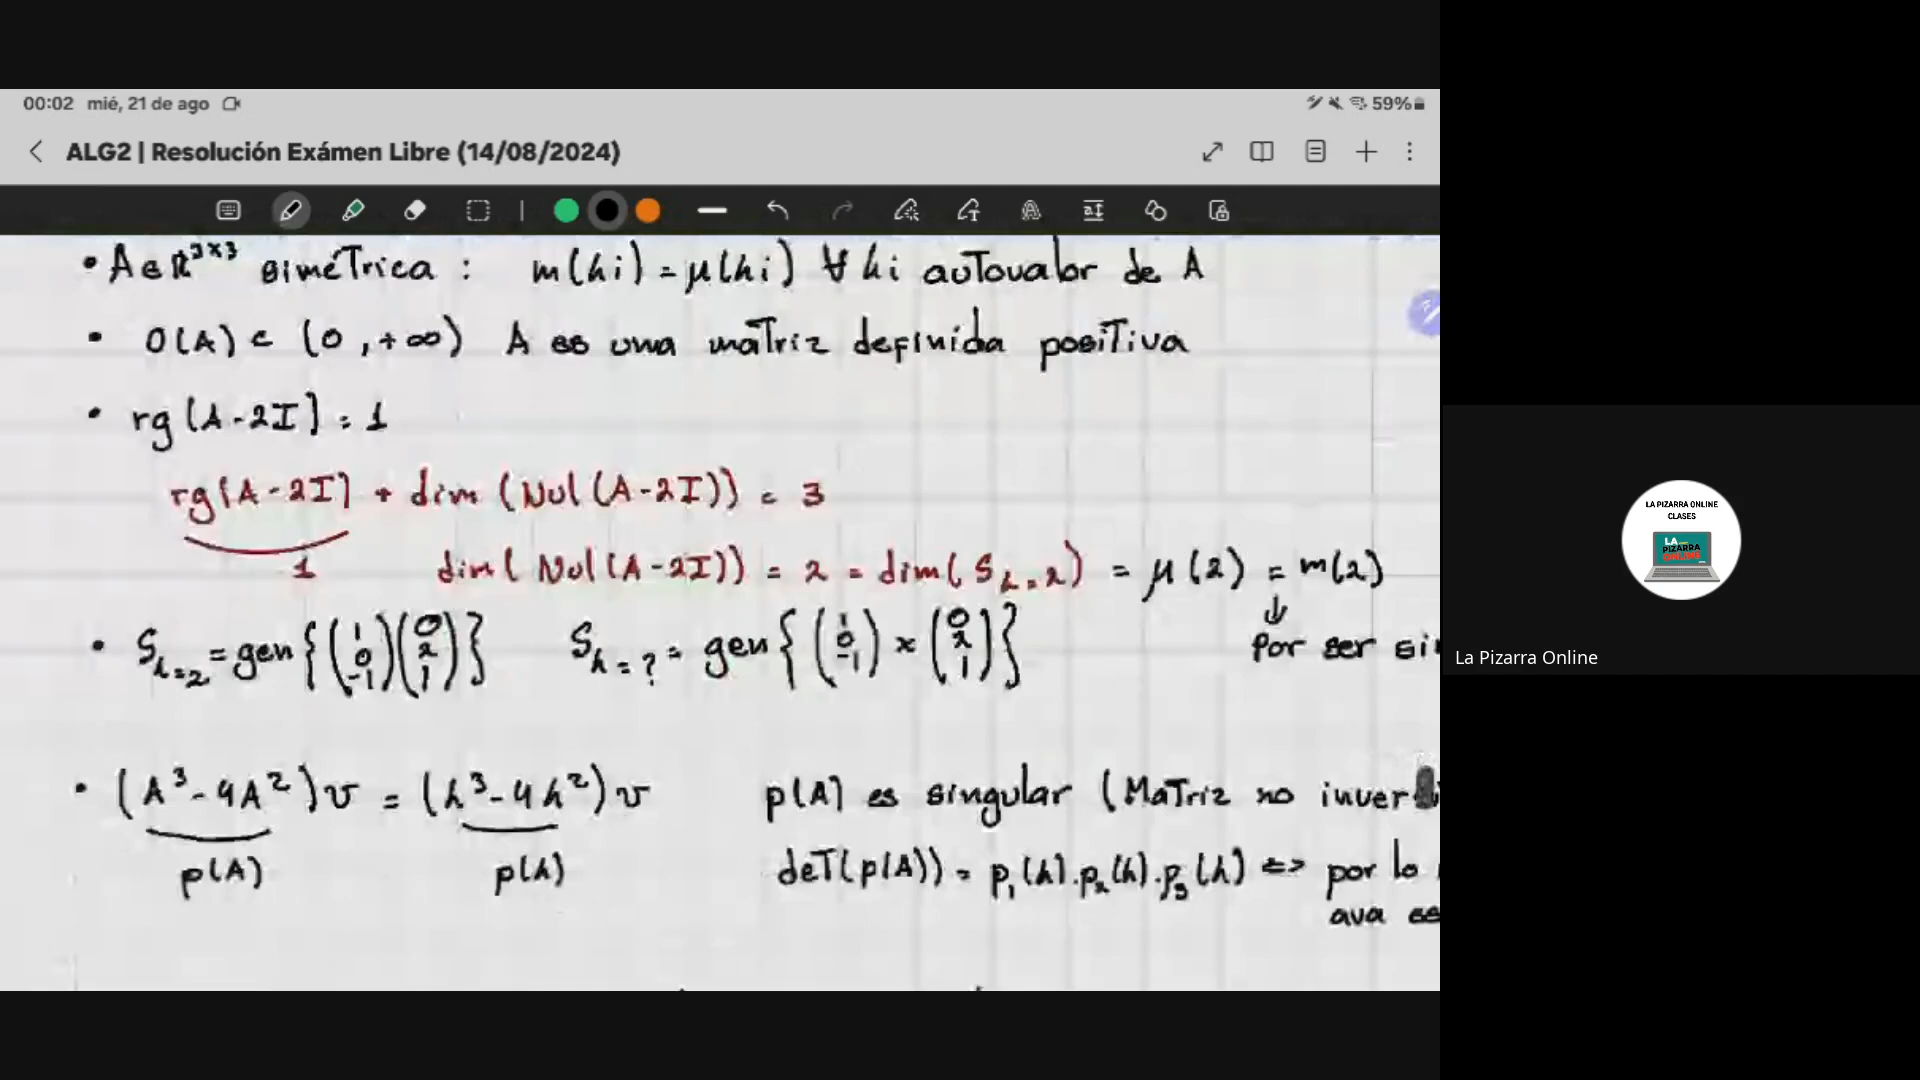 00:02 mié, 21 de ago
59%
ALG2 | Resolución Exámen Libre (14/08/2024)
• A ∈ R³ˣ³ simétrica : m(λi) = μ(λi) ∀ λi autovalor de A
• σ(A) ⊂ (0, +∞) A es una matriz definida positiva
• rg(A-2I) = 1
rg(A-2I) + dim(Nul(A-2I)) = 3
1 dim(Nul(A-2I)) = 2 = dim(S λ=2) = μ(2) = m(2)
↓
Por ser si
• S λ=2 = gen{(1 0 -1)(0 2 1)} S λ=? = gen{(1 0 -1) × (0 2 1)}
• (A³-4A²)v = (λ³-4λ²)v p(A) es singular (Matriz no inver
p(A) p(λ) det(p(A)) = p₁(λ).p₂(λ).p₃(λ) ⇔ por lo
ava es
LA PIZARRA ONLINE
CLASES
LA
PIZARRA
ONLINE
La Pizarra Online